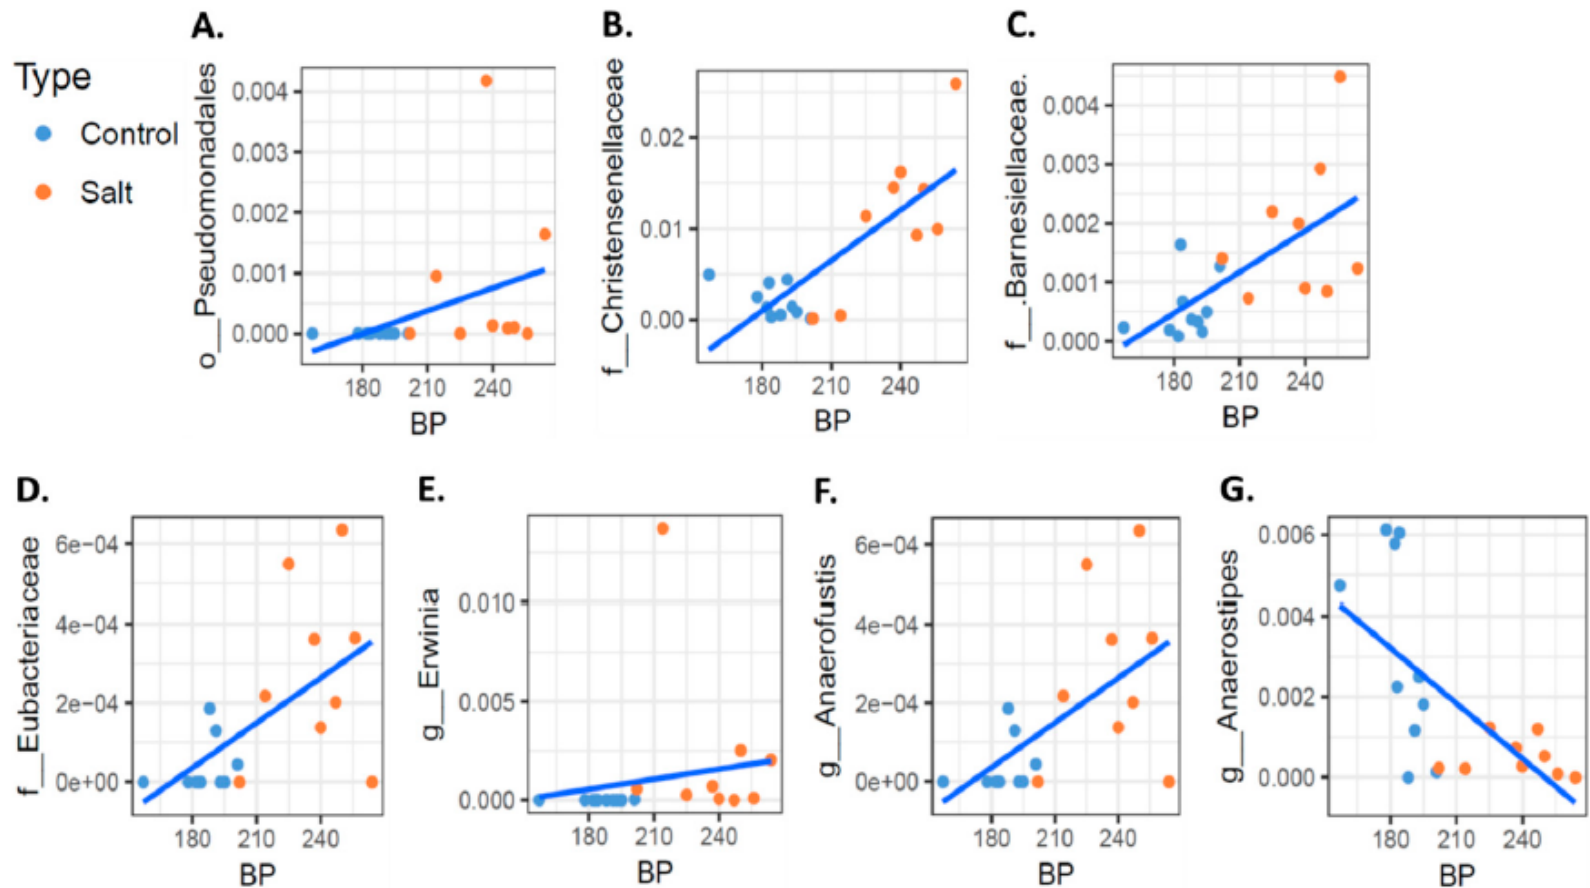 Type
Control
Salt
A.
o__Pseudomonadales
0.004
0.003
0.002
0.001
0.000
180 210 240
BP
B.
f__Christensenellaceae
0.02
0.01
0.00
180 210 240
BP
C.
f__.Barnesiellaceae.
0.004
0.003
0.002
0.001
0.000
180 210 240
BP
D.
f__Eubacteriaceae
6e-04
4e-04
2e-04
0e+00
180 210 240
BP
E.
g__Erwinia
0.010
0.005
0.000
180 210 240
BP
F.
g__Anaerofustis
6e-04
4e-04
2e-04
0e+00
180 210 240
BP
G.
g__Anaerostipes
0.006
0.004
0.002
0.000
180 210 240
BP